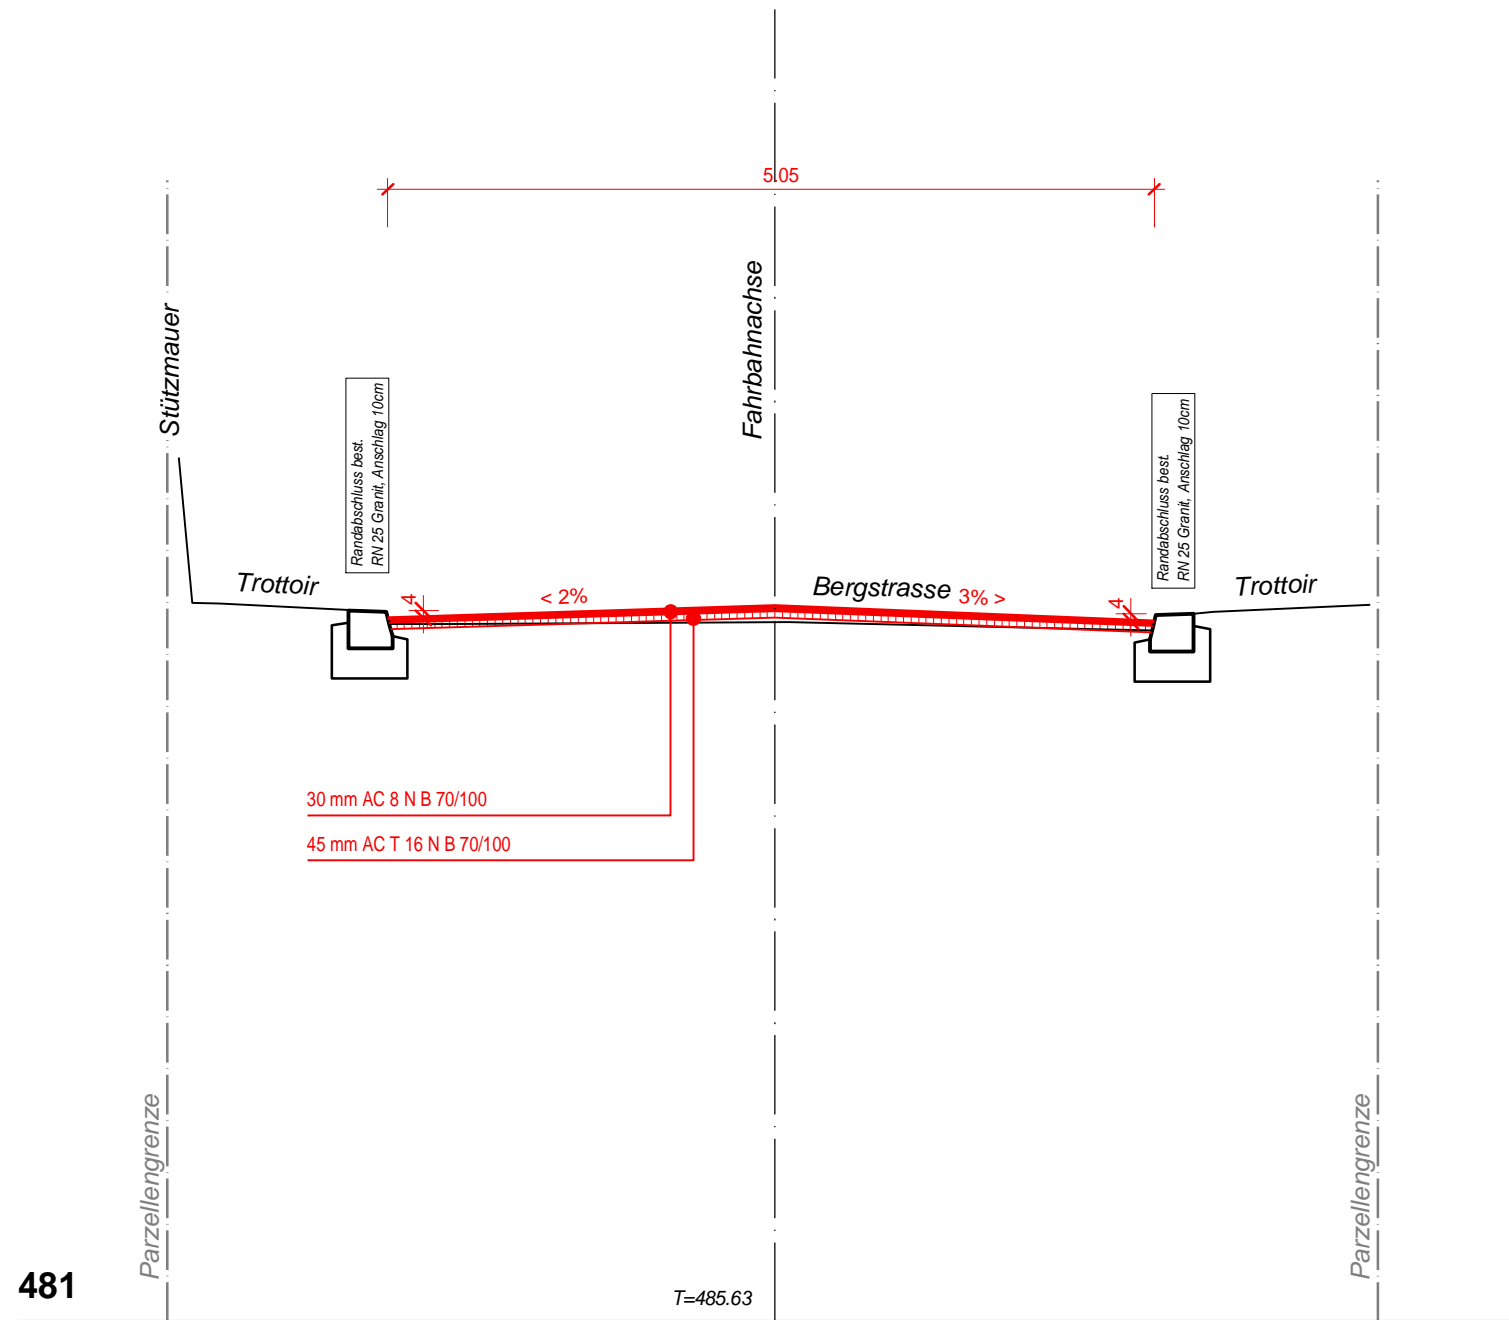 5.05
Fahrbahnachse
Stützmauer
Randabschluss best.
RN 25 Granit, Anschlag 10cm
Randabschluss best.
RN 25 Granit, Anschlag 10cm
Trottoir
4
< 2%
Bergstrasse
3% >
4
Trottoir
30 mm AC 8 N B 70/100
45 mm AC T 16 N B 70/100
Parzellengrenze
Parzellengrenze
481
T=485.63